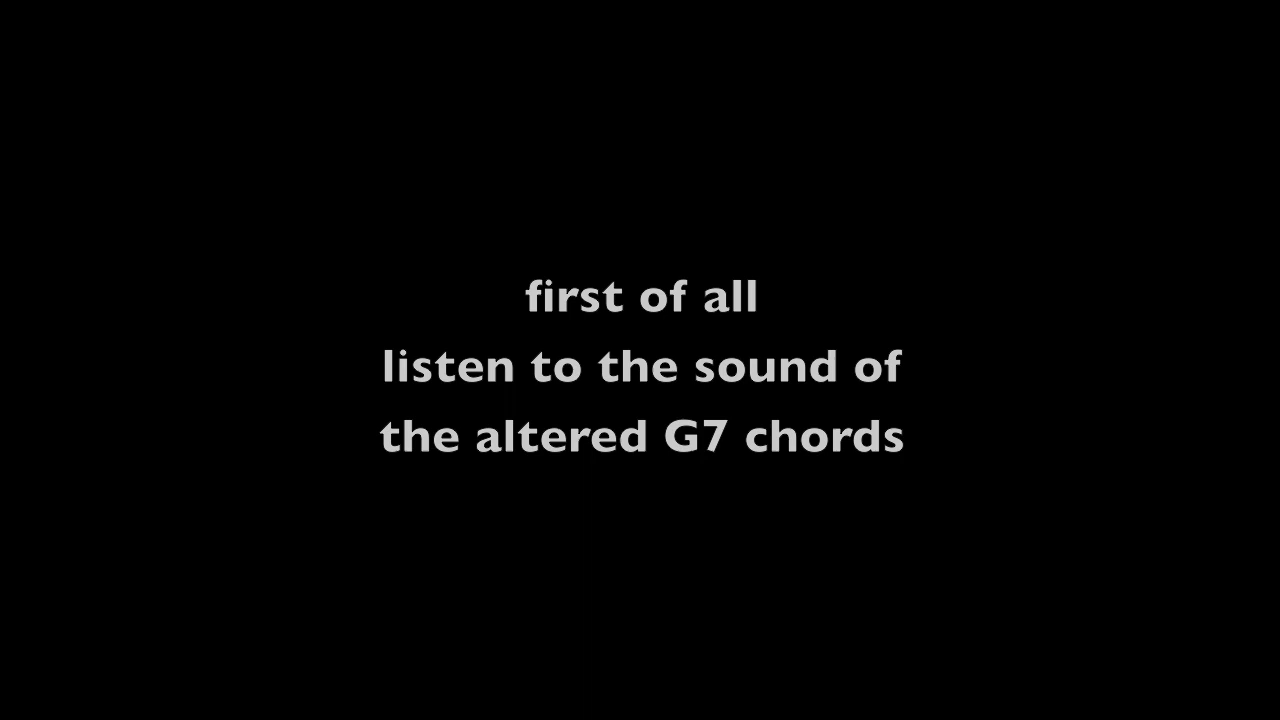 first of all
listen to the sound of
the altered G7 chords